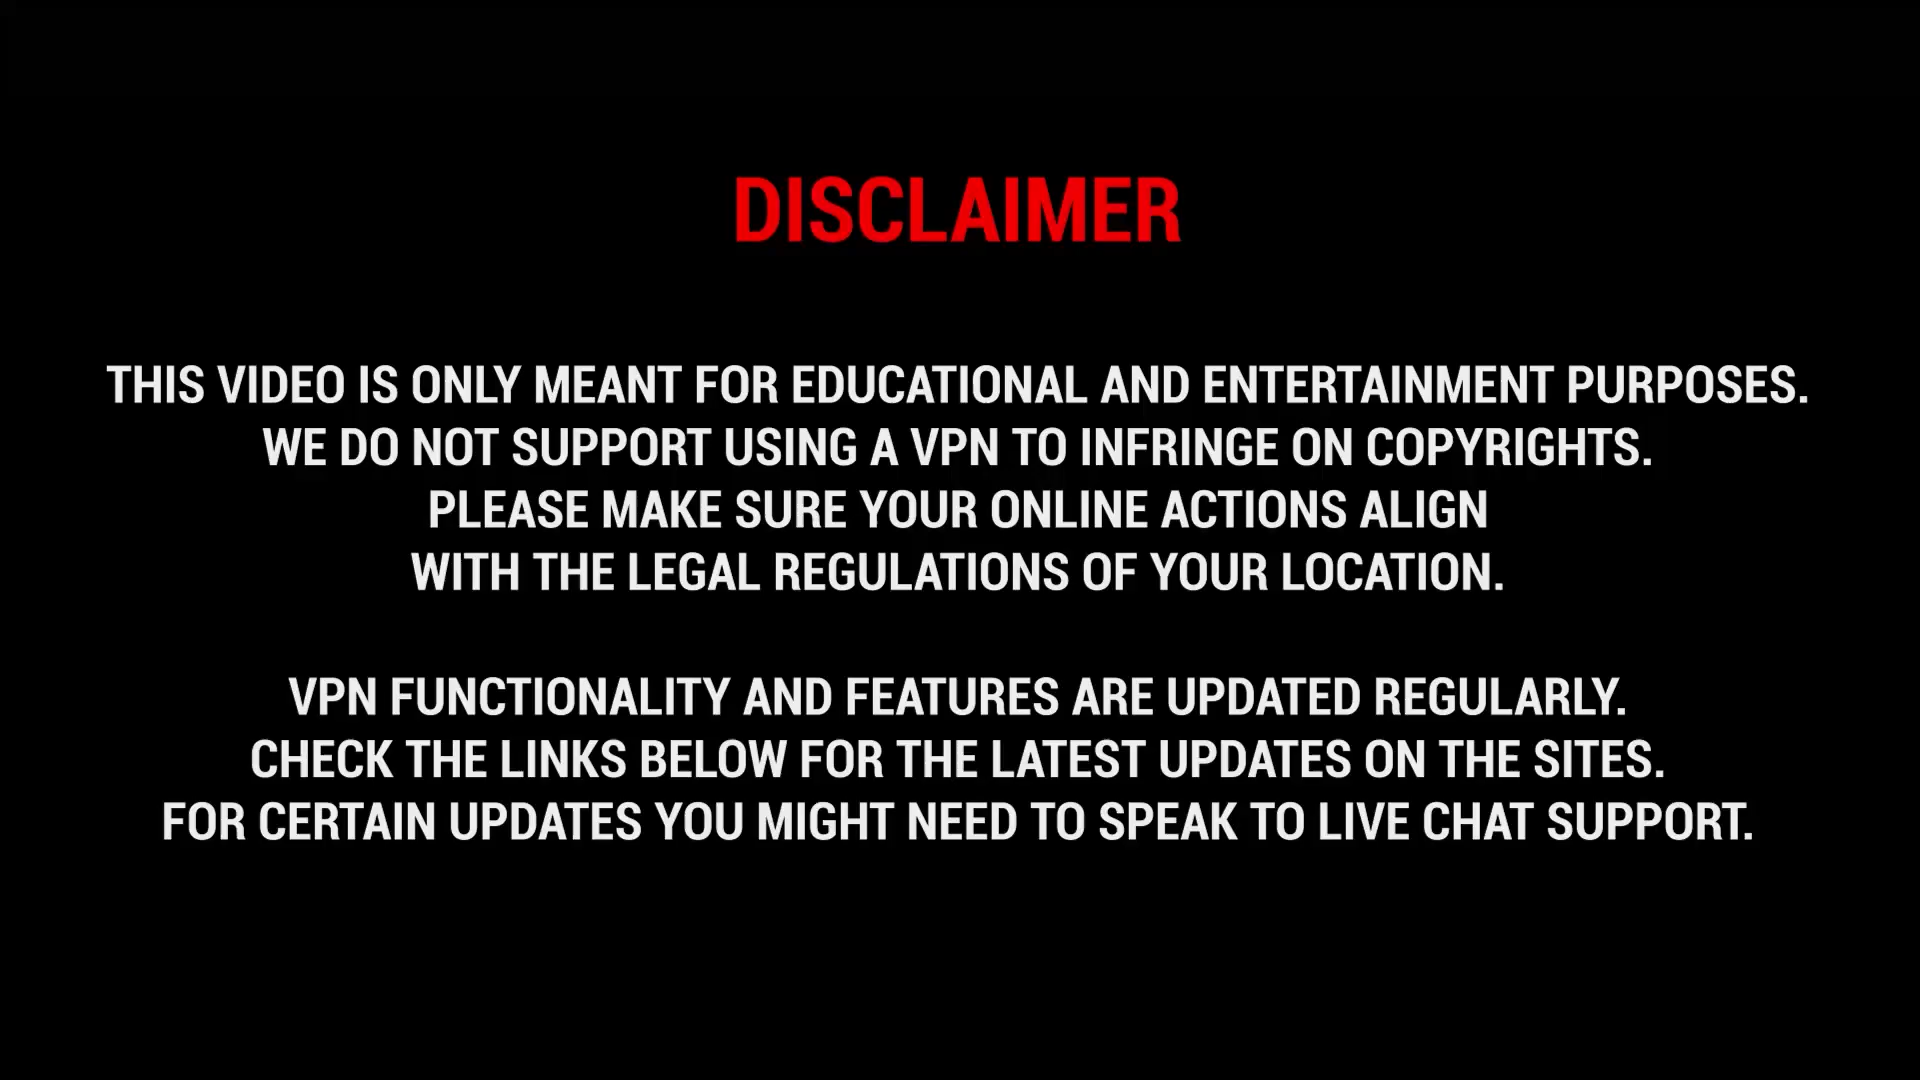 DISCLAIMER
THIS VIDEO IS ONLY MEANT FOR EDUCATIONAL AND ENTERTAINMENT PURPOSES.
WE DO NOT SUPPORT USING A VPN TO INFRINGE ON COPYRIGHTS.
PLEASE MAKE SURE YOUR ONLINE ACTIONS ALIGN
WITH THE LEGAL REGULATIONS OF YOUR LOCATION.
VPN FUNCTIONALITY AND FEATURES ARE UPDATED REGULARLY.
CHECK THE LINKS BELOW FOR THE LATEST UPDATES ON THE SITES.
FOR CERTAIN UPDATES YOU MIGHT NEED TO SPEAK TO LIVE CHAT SUPPORT.